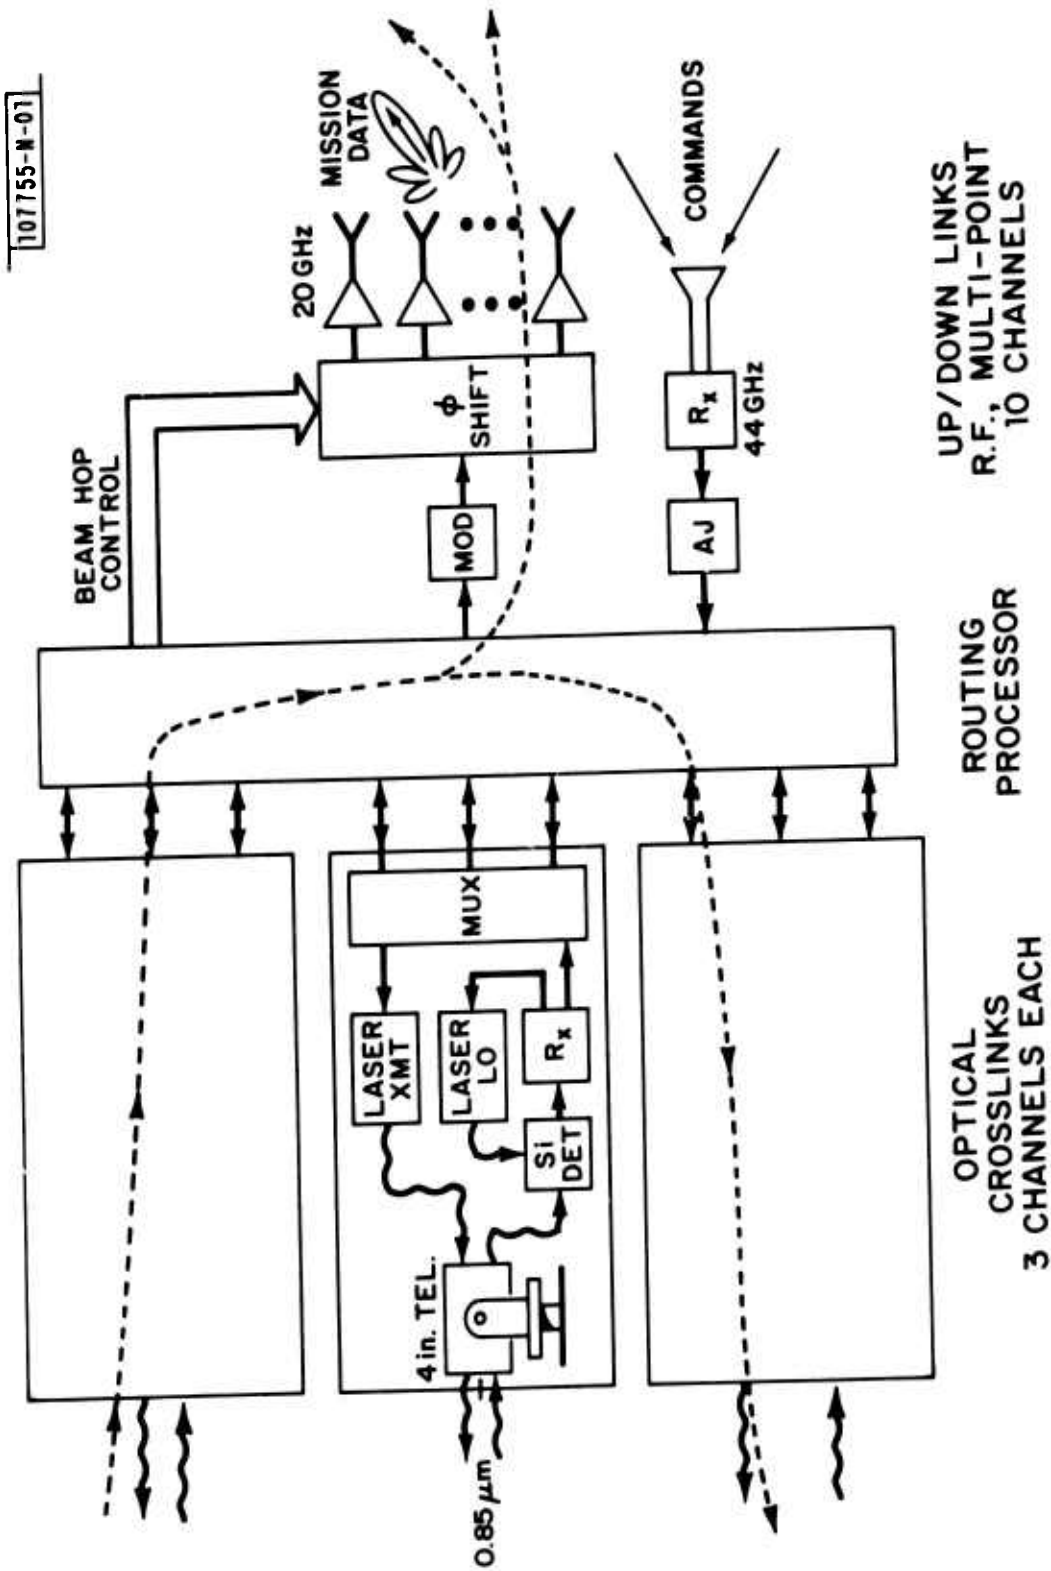 107755-N-01
BEAM HOP
CONTROL
20 GHz
MISSION
DATA
MOD
ϕ
SHIFT
AJ
Rx
44 GHz
COMMANDS
4 in. TEL.
0.85 μm
LASER
XMT
LASER
LO
Si
DET
Rx
MUX
OPTICAL
CROSSLINKS
3 CHANNELS EACH
ROUTING
PROCESSOR
UP/DOWN LINKS
R.F., MULTI-POINT
10 CHANNELS